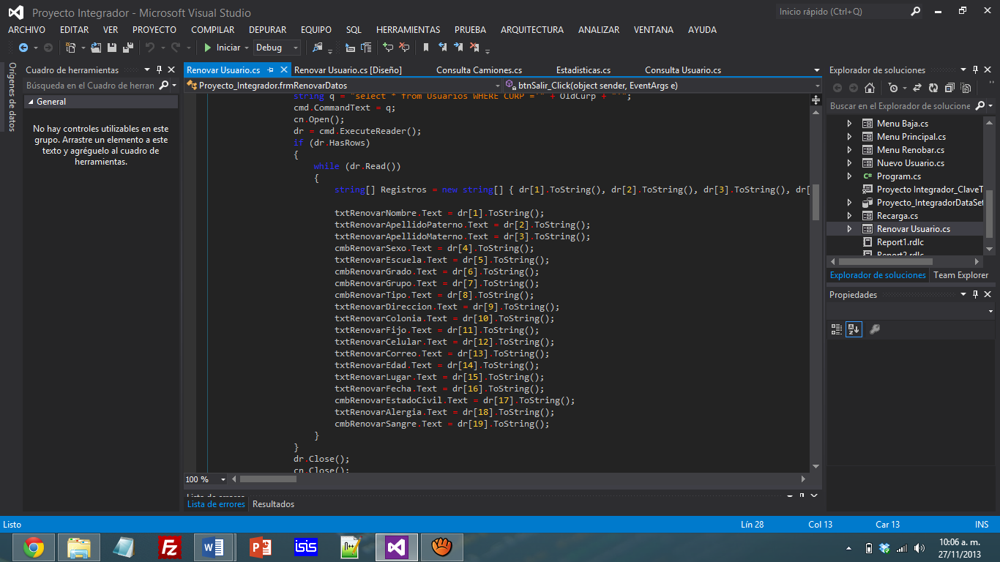 Proyecto Integrador - Microsoft Visual Studio
Inicio rápido (Ctrl+Q)
ARCHIVO EDITAR VER PROYECTO COMPILAR DEPURAR EQUIPO SQL HERRAMIENTAS PRUEBA ARQUITECTURA ANALIZAR VENTANA AYUDA
Iniciar Debug
Orígenes de datos
Cuadro de herramientas
Búsqueda en el Cuadro de herran
General
No hay controles utilizables en este
grupo. Arrastre un elemento a este
texto y agréguelo al cuadro de
herramientas.
Renovar Usuario.cs Renovar Usuario.cs [Diseño] Consulta Camiones.cs Estadisticas.cs Consulta Usuario.cs
Proyecto_Integrador.frmRenovarDatos btnSalir_Click(object sender, EventArgs e)
string q = "select * from Usuarios WHERE CURP ='" + OldCurp + "'";
cmd.CommandText = q;
cn.Open();
dr = cmd.ExecuteReader();
if (dr.HasRows)
{
while (dr.Read())
{
string[] Registros = new string[] { dr[1].ToString(), dr[2].ToString(), dr[3].ToString(), dr[
txtRenovarNombre.Text = dr[1].ToString();
txtRenovarApellidoPaterno.Text = dr[2].ToString();
txtRenovarApellidoMaterno.Text = dr[3].ToString();
cmbRenovarSexo.Text = dr[4].ToString();
txtRenovarEscuela.Text = dr[5].ToString();
cmbRenovarGrado.Text = dr[6].ToString();
cmbRenovarGrupo.Text = dr[7].ToString();
cmbRenovarTipo.Text = dr[8].ToString();
txtRenovarDireccion.Text = dr[9].ToString();
txtRenovarColonia.Text = dr[10].ToString();
txtRenovarFijo.Text = dr[11].ToString();
txtRenovarCelular.Text = dr[12].ToString();
txtRenovarCorreo.Text = dr[13].ToString();
txtRenovarEdad.Text = dr[14].ToString();
txtRenovarLugar.Text = dr[15].ToString();
txtRenovarFecha.Text = dr[16].ToString();
cmbRenovarEstadoCivil.Text = dr[17].ToString();
txtRenovarAlergia.Text = dr[18].ToString();
cmbRenovarSangre.Text = dr[19].ToString();
}
}
dr.Close();
cn.Close();
100 %
Lista de errores
Lista de errores Resultados
Explorador de soluciones
Buscar en el Explorador de solucione
Menu Baja.cs
Menu Principal.cs
Menu Renobar.cs
Nuevo Usuario.cs
C# Program.cs
Proyecto Integrador_ClaveT
Proyecto_IntegradorDataSet
Recarga.cs
Renovar Usuario.cs
Report1.rdlc
Report2.rdlc
Explorador de soluciones Team Explorer
Propiedades
Listo Lín 28 Col 13 Car 13 INS
Fz W P isis
10:06 a. m.
27/11/2013